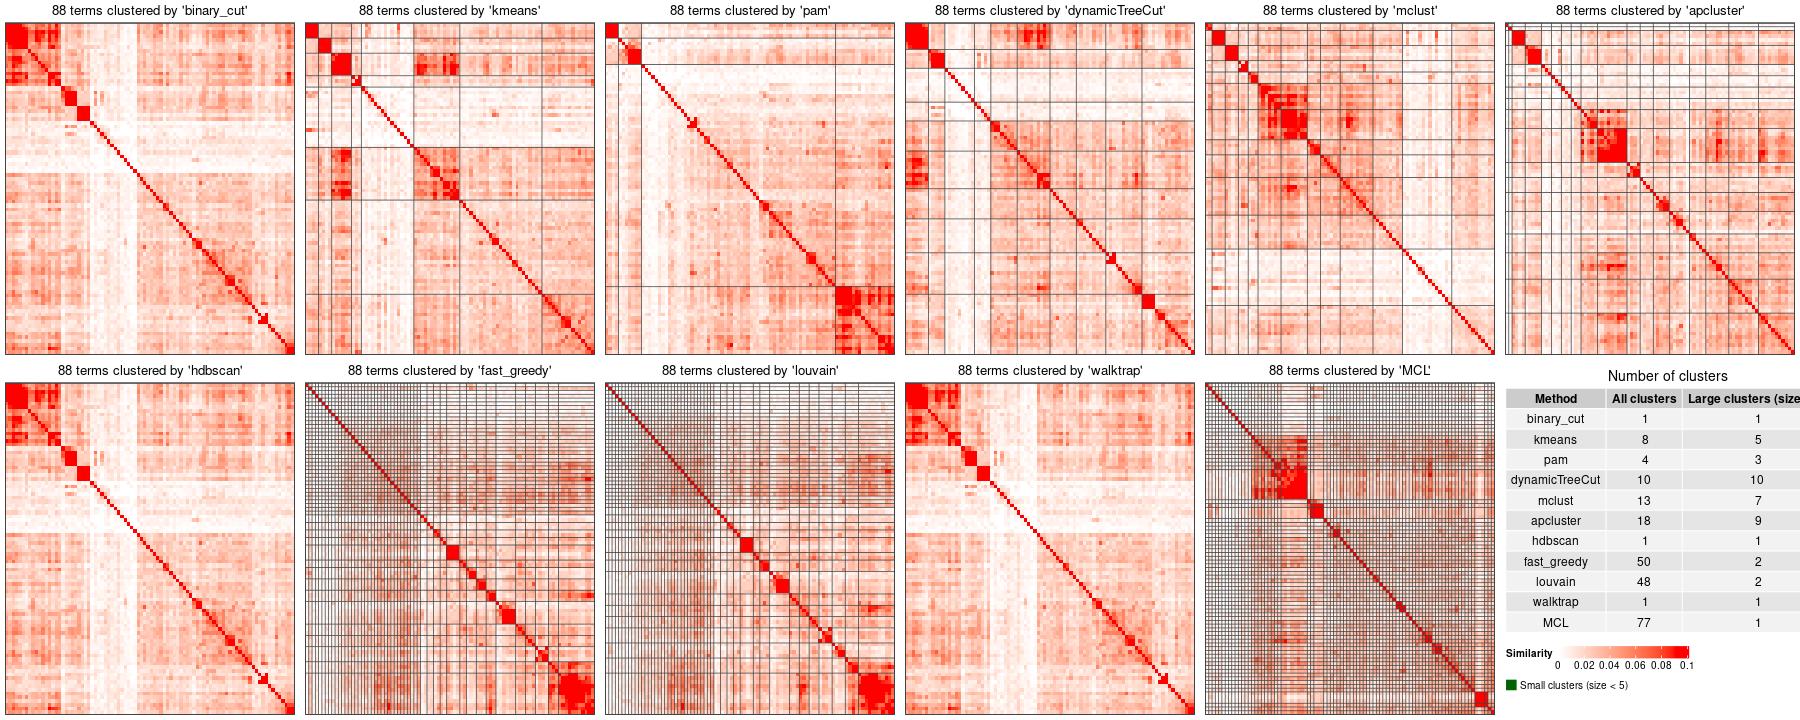 88 terms clustered by 'binary_cut'
88 terms clustered by 'kmeans'
88 terms clustered by 'pam'
88 terms clustered by 'dynamicTreeCut'
88 terms clustered by 'mclust'
88 terms clustered by 'apcluster'
88 terms clustered by 'hdbscan'
88 terms clustered by 'fast_greedy'
88 terms clustered by 'louvain'
88 terms clustered by 'walktrap'
88 terms clustered by 'MCL'
Number of clusters
Method All clusters Large clusters (size
binary_cut 1 1
kmeans 8 5
pam 4 3
dynamicTreeCut 10 10
mclust 13 7
apcluster 18 9
hdbscan 1 1
fast_greedy 50 2
louvain 48 2
walktrap 1 1
MCL 77 1
Similarity
0 0.02 0.04 0.06 0.08 0.1
Small clusters (size < 5)